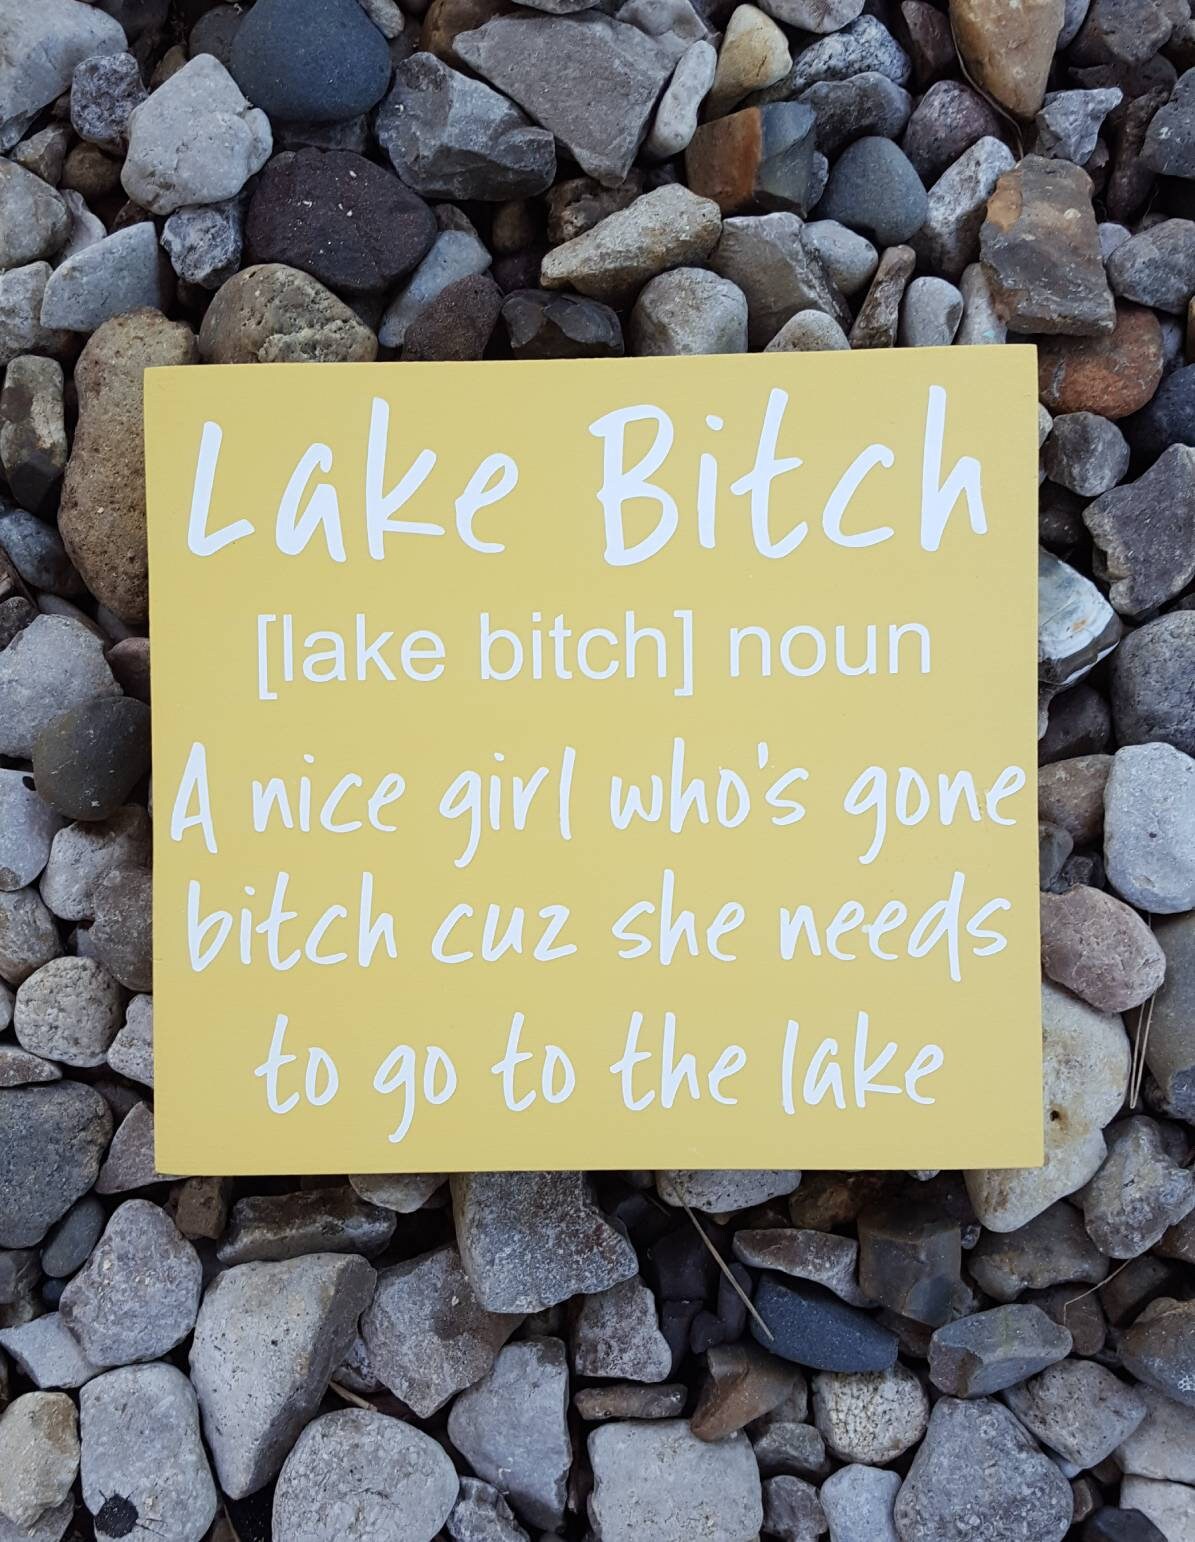 Lake Bitch
[lake bitch] noun
A nice girl who's gone
bitch cuz she needs
to go to the lake